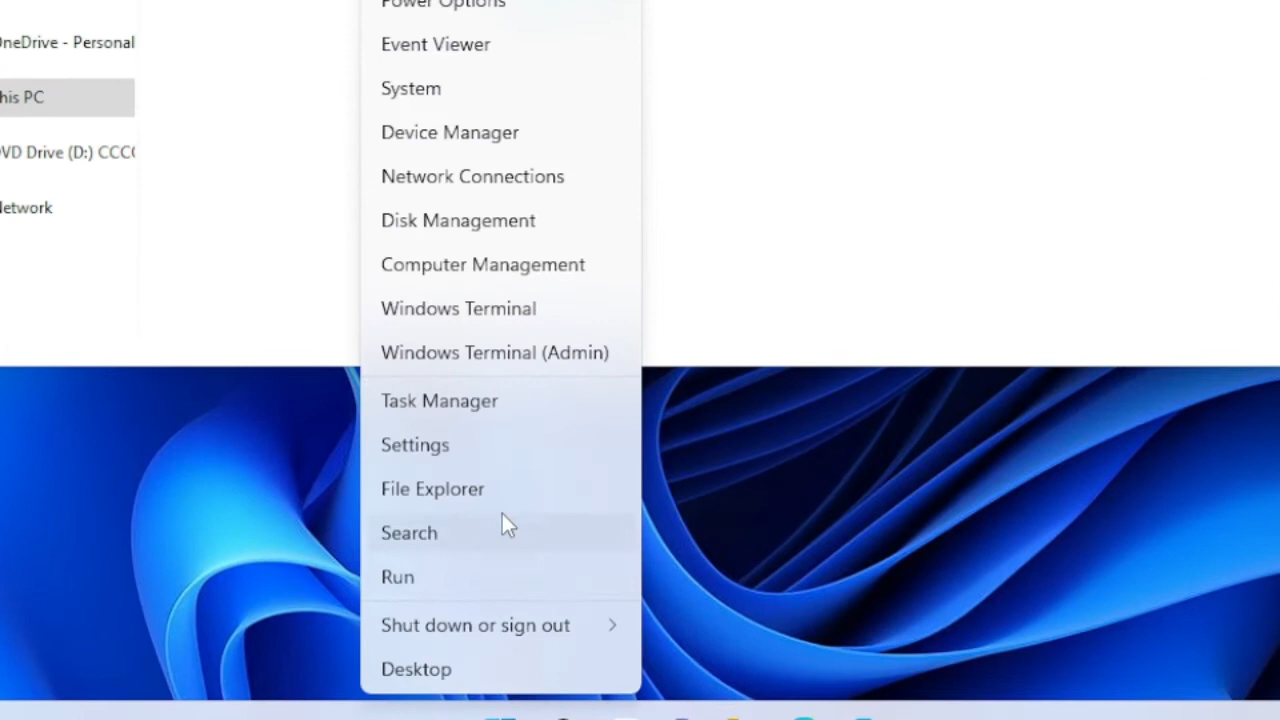 OneDrive - Personal
his PC
VD Drive (D:) CCC
Network
Power Options
Event Viewer
System
Device Manager
Network Connections
Disk Management
Computer Management
Windows Terminal
Windows Terminal (Admin)
Task Manager
Settings
File Explorer
Search
Run
Shut down or sign out
Desktop